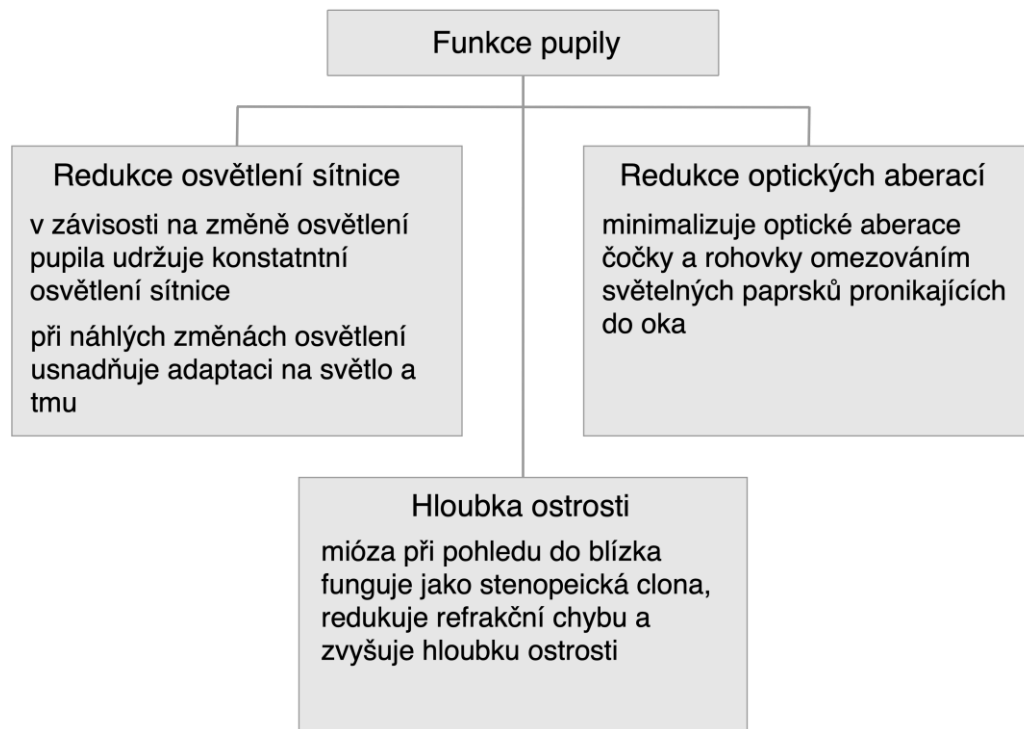 Funkce pupily
Redukce osvětlení sítnice
v závisosti na změně osvětlení
pupila udržuje konstatntní
osvětlení sítnice
při náhlých změnách osvětlení
usnadňuje adaptaci na světlo a
tmu
Redukce optických aberací
minimalizuje optické aberace
čočky a rohovky omezováním
světelných paprsků pronikajících
do oka
Hloubka ostrosti
mióza při pohledu do blízka
funguje jako stenopeická clona,
redukuje refrakční chybu a
zvyšuje hloubku ostrosti